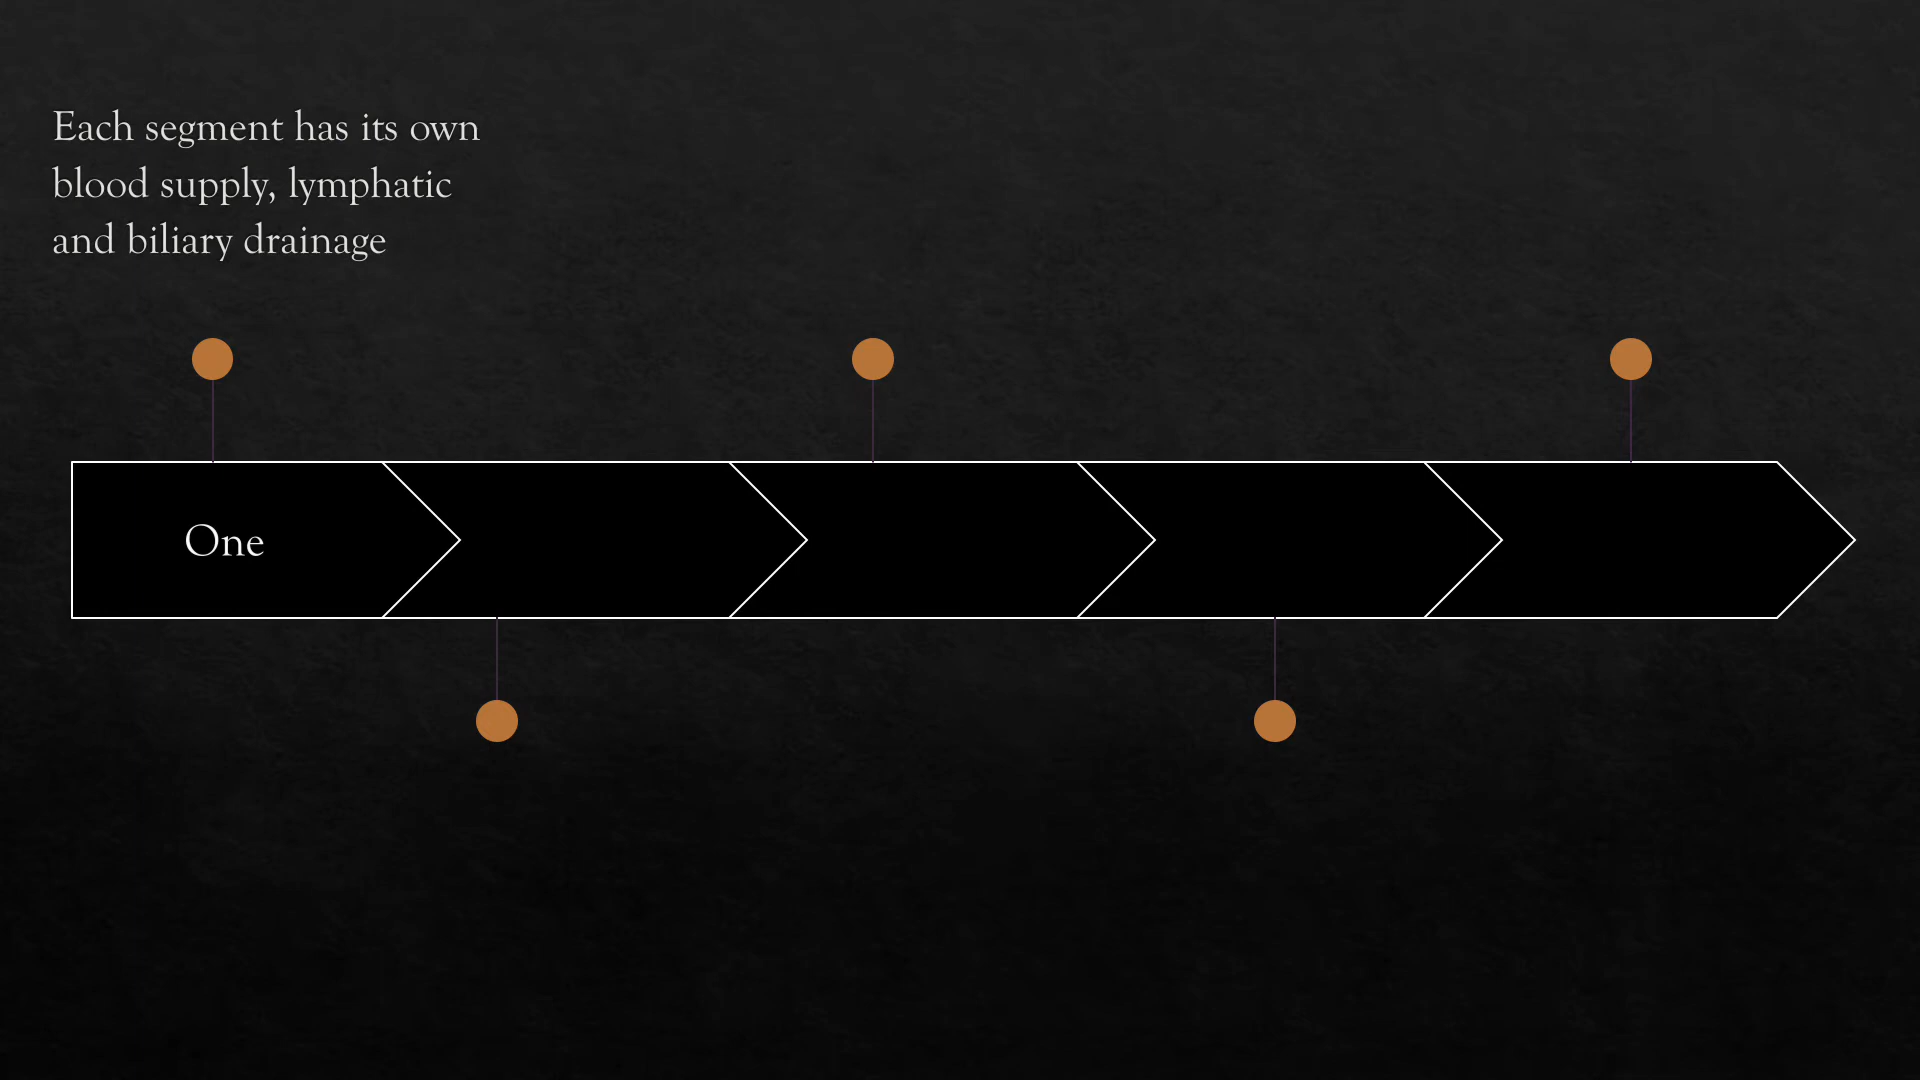 Each segment has its own
blood supply, lymphatic
and biliary drainage
One